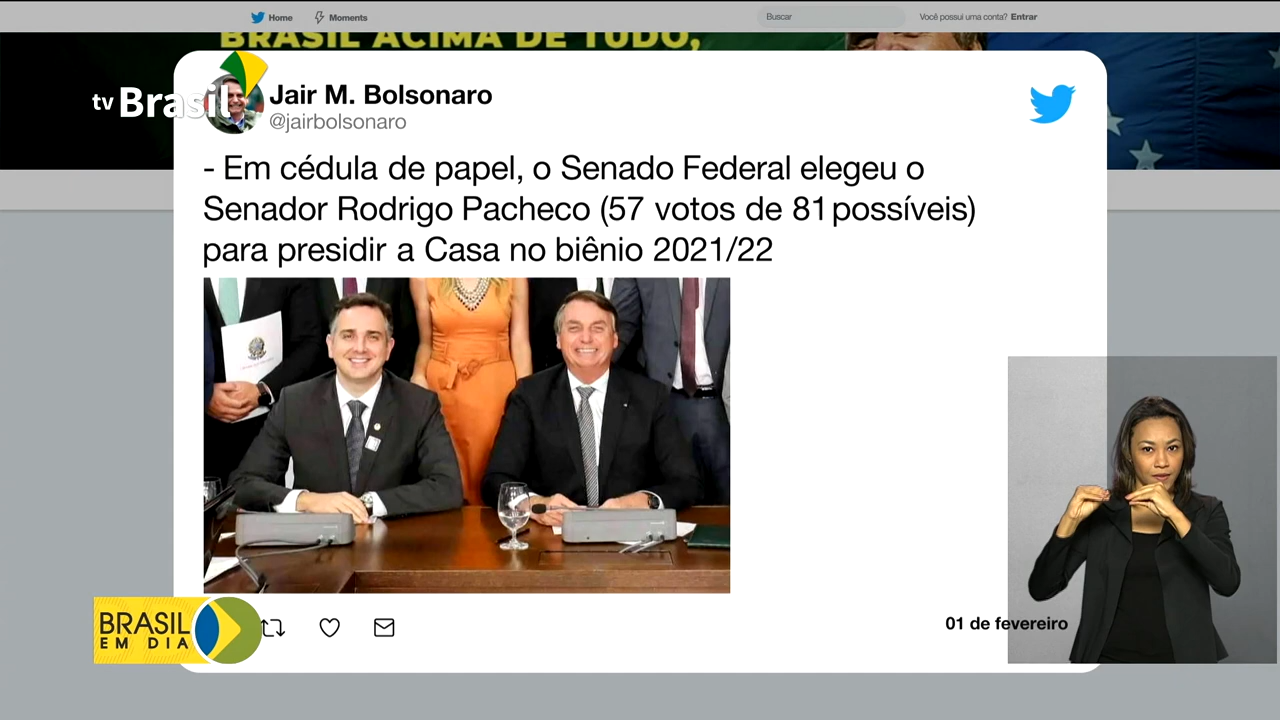 Home
Moments
Buscar
Você possui uma conta? Entrar
BRASIL ACIMA DE TUDO,
tv Brasil
Jair M. Bolsonaro
@jairbolsonaro
- Em cédula de papel, o Senado Federal elegeu o
Senador Rodrigo Pacheco (57 votos de 81 possíveis)
para presidir a Casa no biênio 2021/22
BRASIL
EM DIA
01 de fevereiro